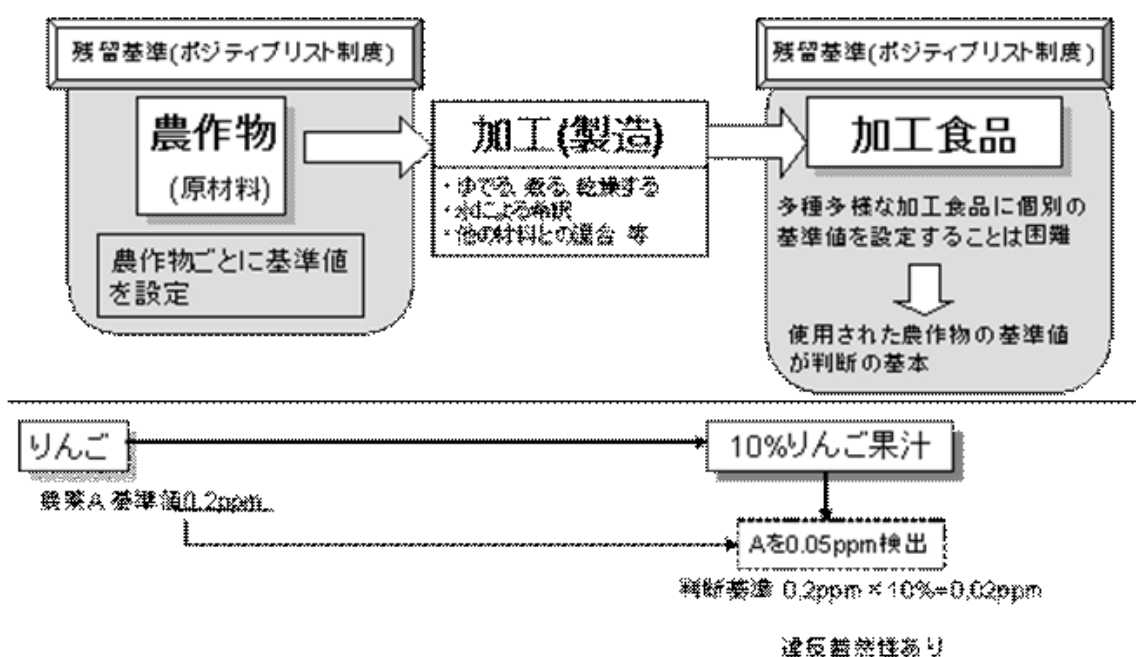 残留基準(ポジティブリスト制度)
農作物
(原材料)
農作物ごとに基準値
を設定
加工(製造)
・ゆでる、煮る、乾燥する
・水による希釈
・他の材料との混合 等
残留基準(ポジティブリスト制度)
加工食品
多種多様な加工食品に個別の
基準値を設定することは困難
使用された農作物の基準値
が判断の基本
りんご
農薬A 基準値0.2ppm
10%りんご果汁
Aを0.05ppm検出
判断基準 0.2ppm×10%=0.02ppm
違反蓋然性あり